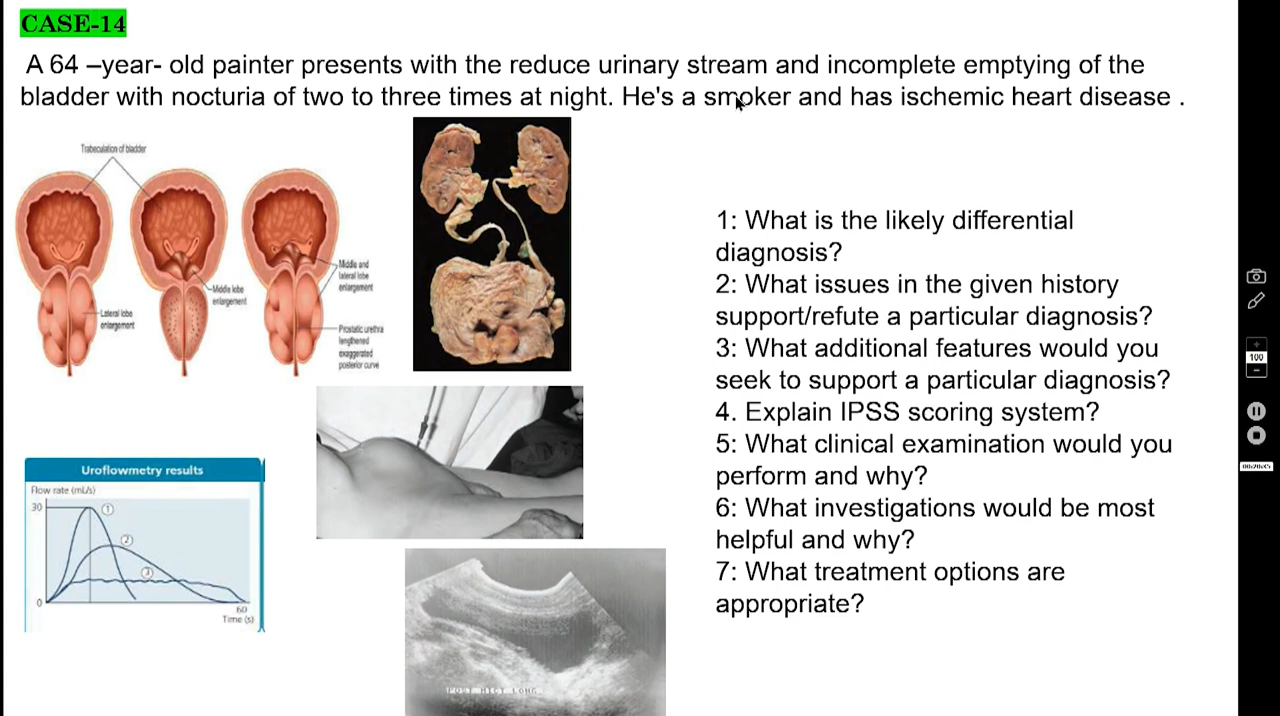 CASE-14
A 64 –year- old painter presents with the reduce urinary stream and incomplete emptying of the
bladder with nocturia of two to three times at night. He's a smoker and has ischemic heart disease .
Trabeculation of bladder
Middle and
lateral lobe
enlargement
Middle lobe
enlargement
Lateral lobe
enlargement
Prostatic urethra
lengthened
exaggerated
posterior curve
Uroflowmetry results
Flow rate (mL/s)
30
1
2
3
0
60
Time (s)
POST MICT LONG
1: What is the likely differential
diagnosis?
2: What issues in the given history
support/refute a particular diagnosis?
3: What additional features would you
seek to support a particular diagnosis?
4. Explain IPSS scoring system?
5: What clinical examination would you
perform and why?
6: What investigations would be most
helpful and why?
7: What treatment options are
appropriate?
100